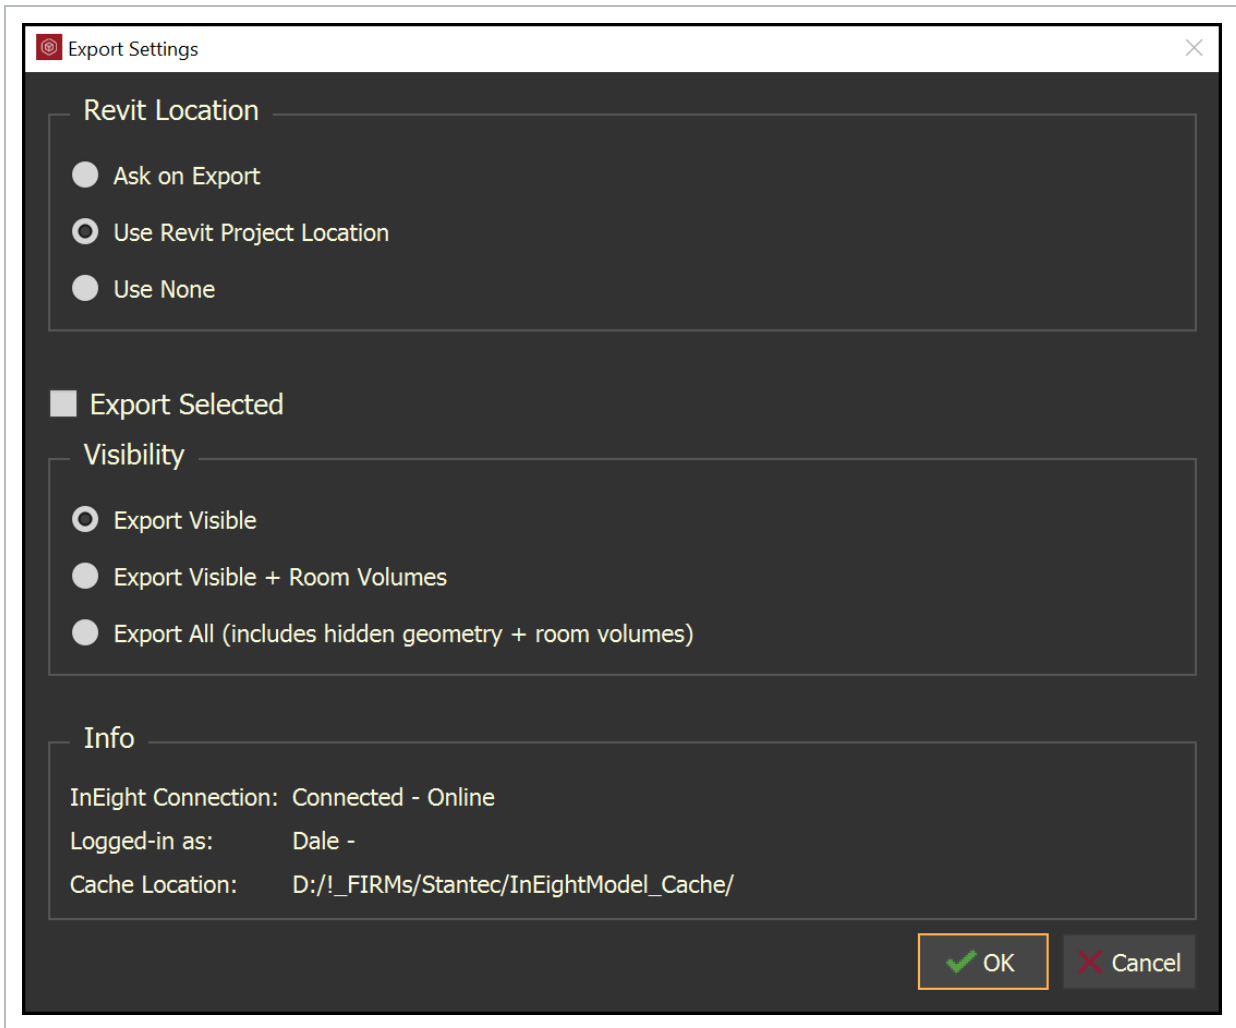 Export Settings
Revit Location
Ask on Export
Use Revit Project Location
Use None
Export Selected
Visibility
Export Visible
Export Visible + Room Volumes
Export All (includes hidden geometry + room volumes)
Info
InEight Connection: Connected - Online
Logged-in as: Dale -
Cache Location: D:/!_FIRMs/Stantec/InEightModel_Cache/
OK Cancel